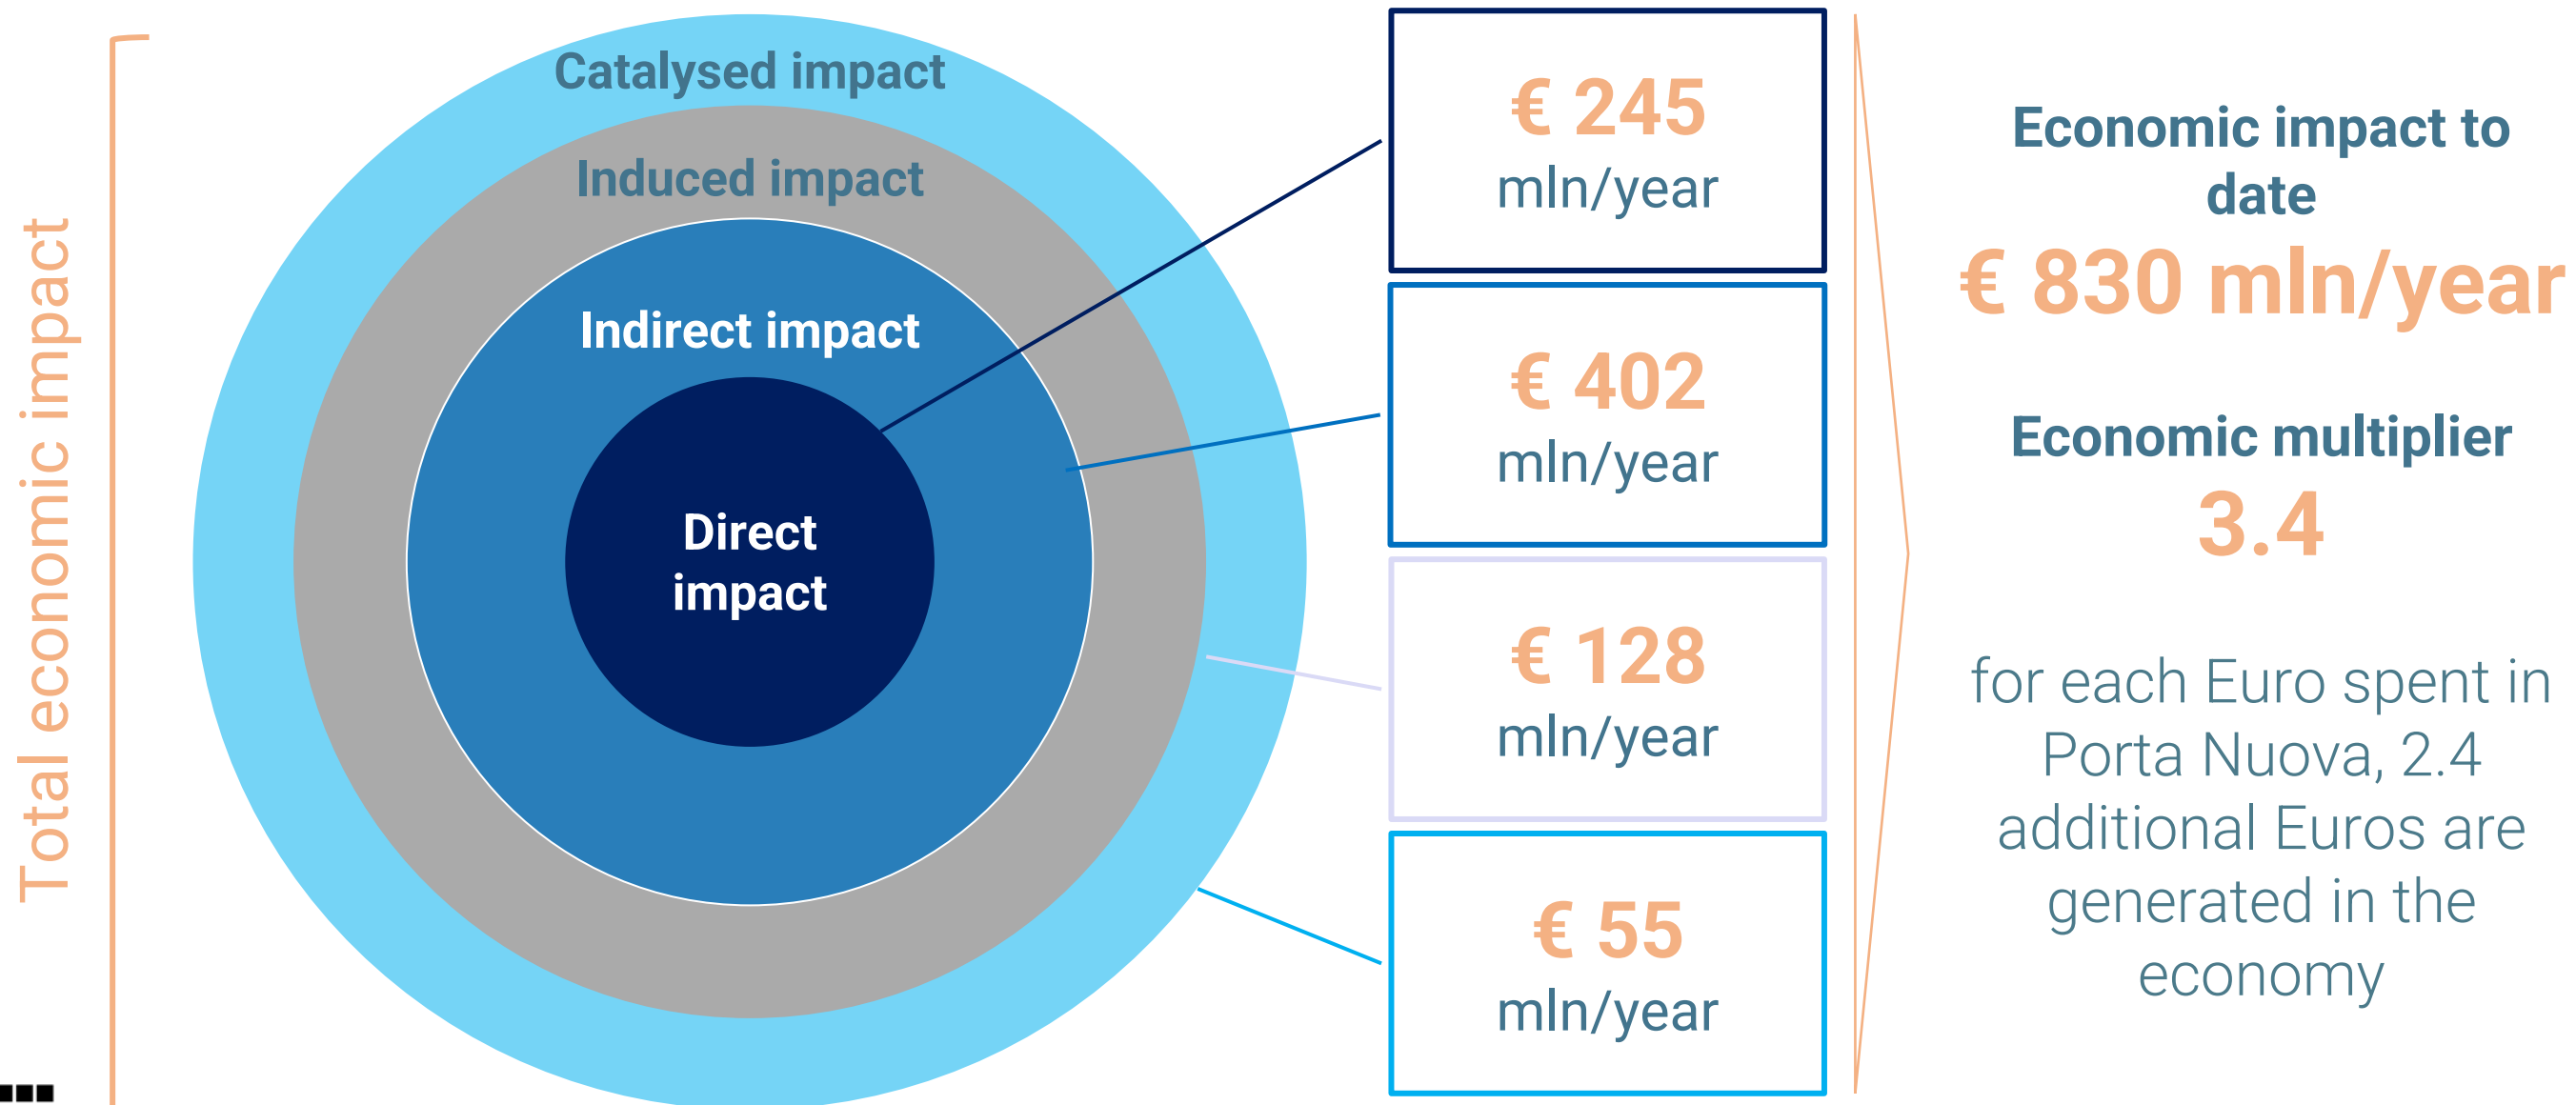 Total economic impact
Catalysed impact
Induced impact
Indirect impact
Direct
impact
€ 245
mln/year
€ 402
mln/year
€ 128
mln/year
€ 55
mln/year
Economic impact to
date
€ 830 mln/year
Economic multiplier
3.4
for each Euro spent in
Porta Nuova, 2.4
additional Euros are
generated in the
economy